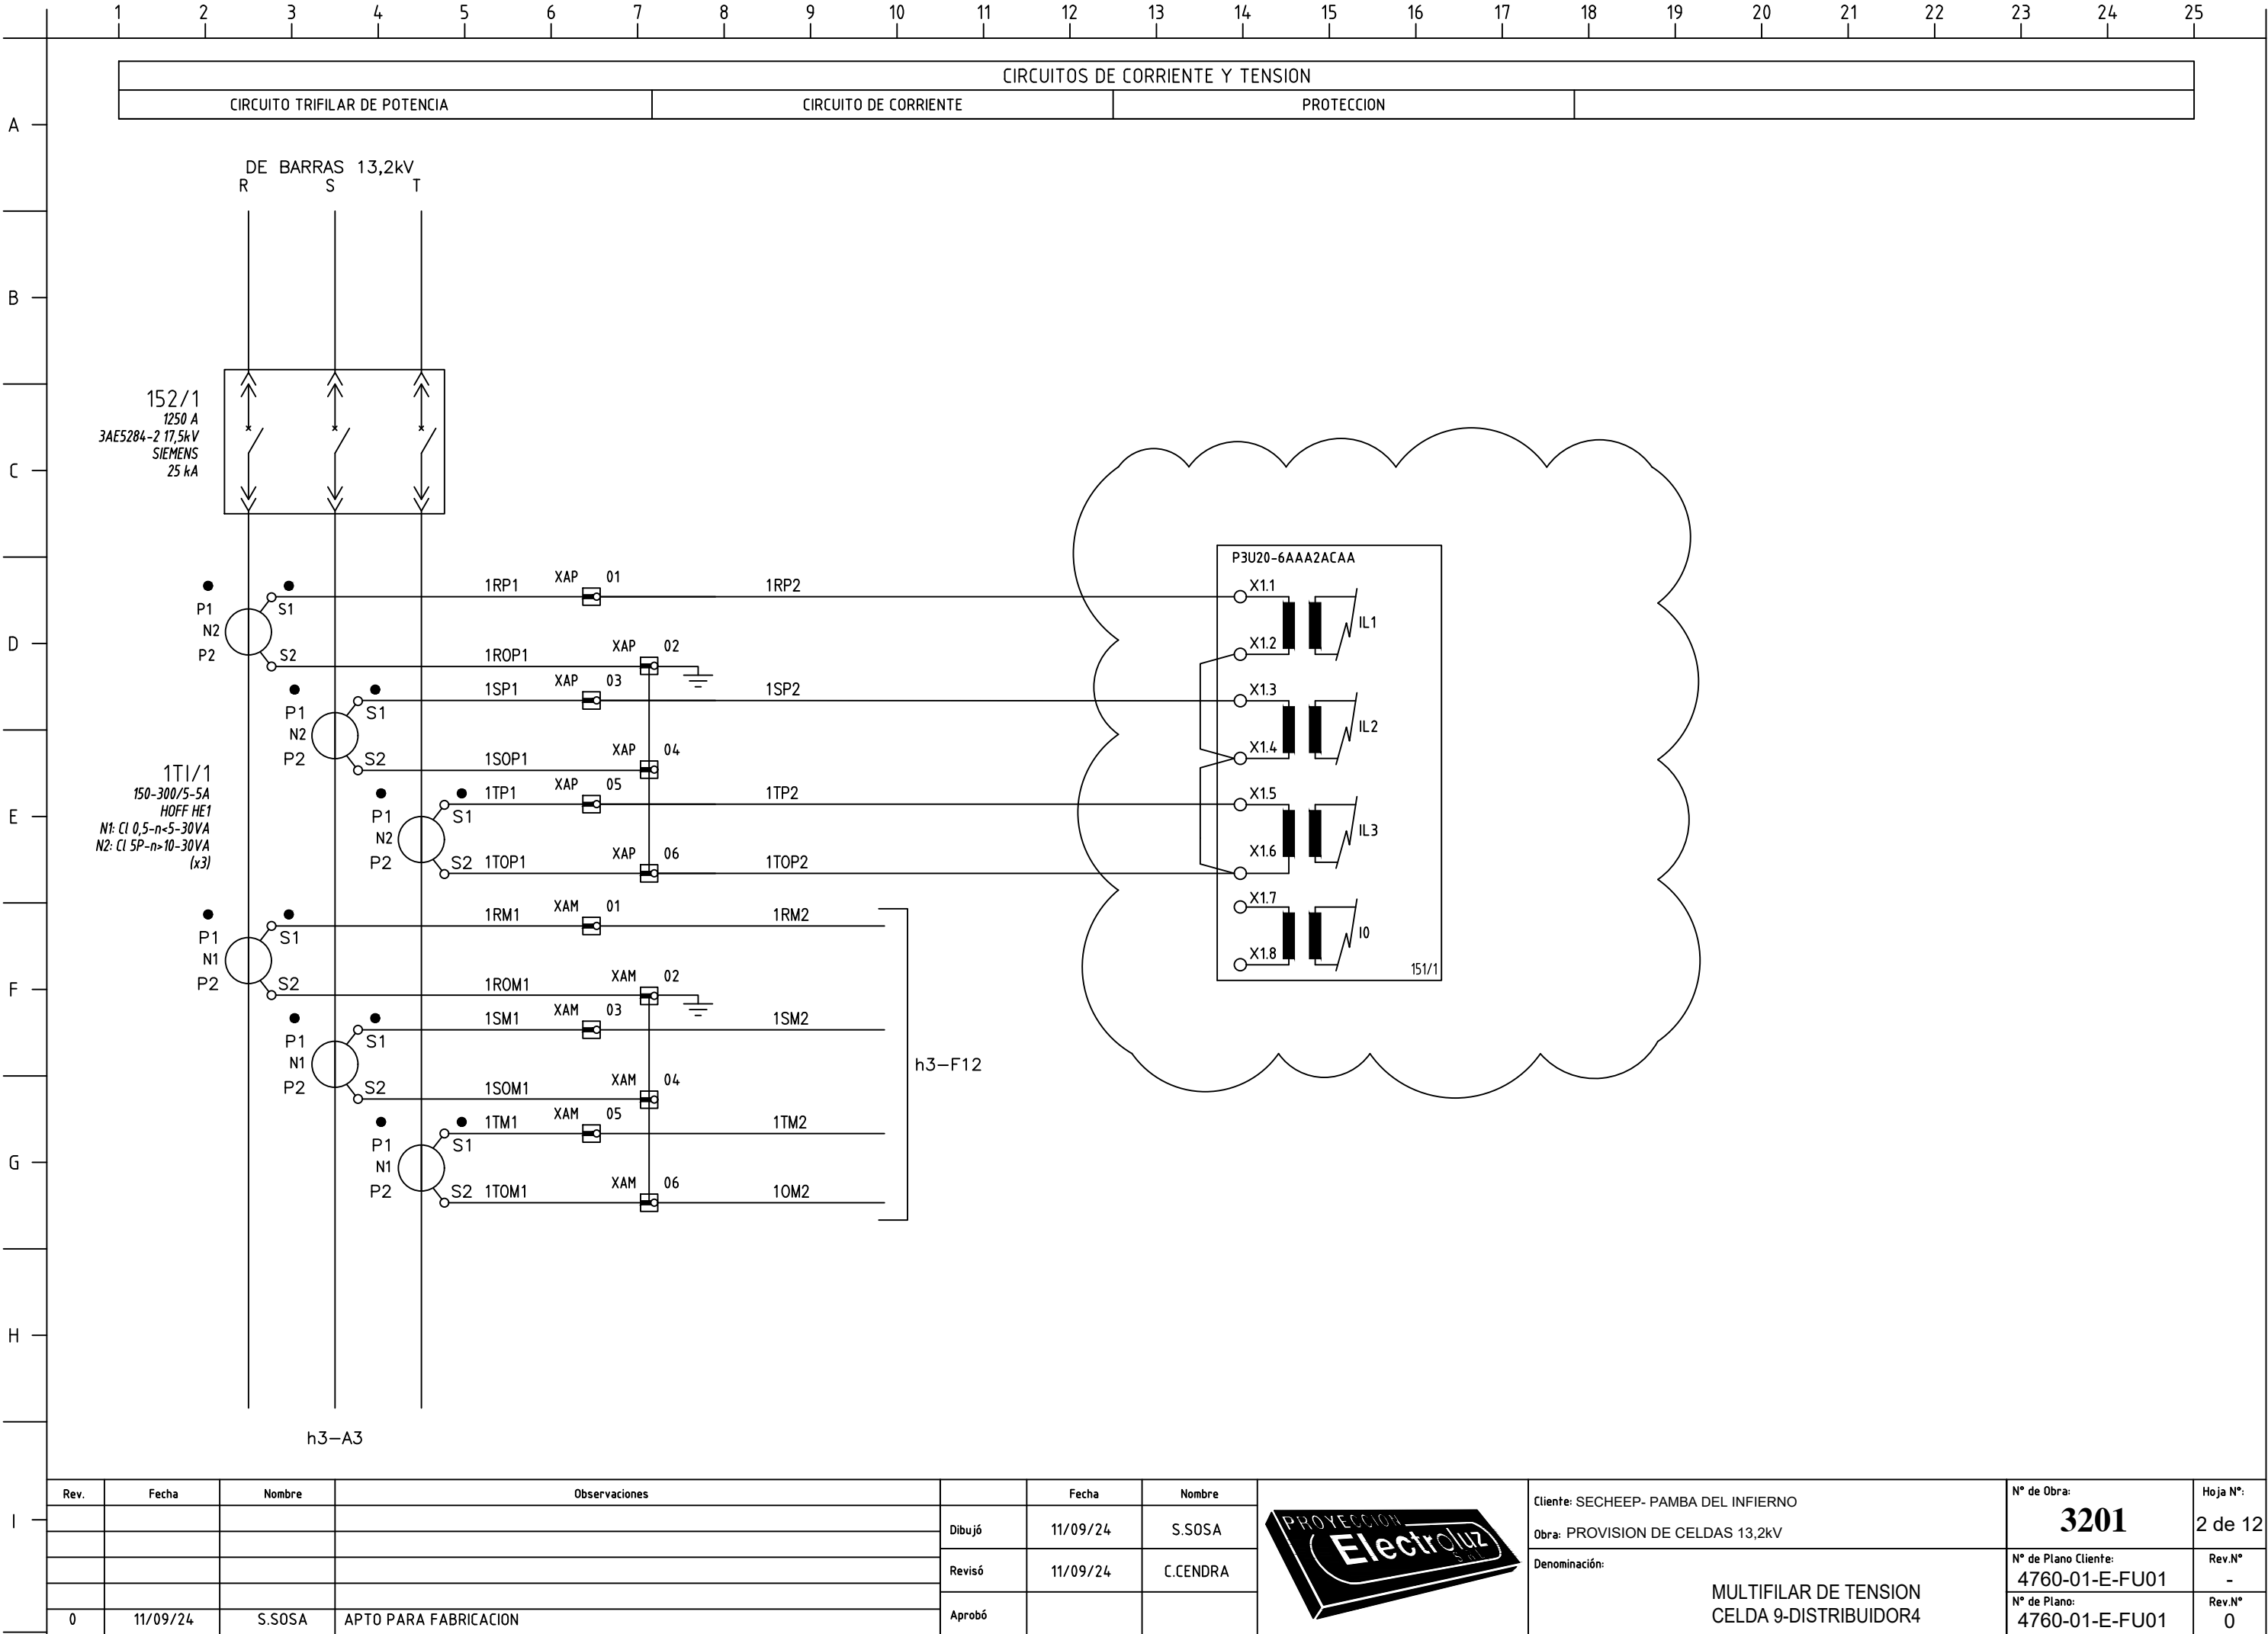 1 2 3 4 5 6 7 8 9 10 11 12 13 14 15 16 17 18 19 20 21 22 23 24 25
CIRCUITOS DE CORRIENTE Y TENSION
CIRCUITO TRIFILAR DE POTENCIA CIRCUITO DE CORRIENTE PROTECCION
A
DE BARRAS 13,2kV
R S T
B
152/1
1250 A
3AE5284-2 17,5kV
SIEMENS
25 kA
C
P3U20-6AAA2ACAA
P1 S1 1RP1 XAP 01 1RP2 X1.1
N2 IL1
D
P2 S2 1ROP1 XAP 02 X1.2
P1 S1 1SP1 XAP 03 1SP2 X1.3
N2 IL2
P2 S2 1SOP1 XAP 04 X1.4
1TI/1
150-300/5-5A
HOFF HE1
N1: Cl 0,5-n<5-30VA
N2: Cl 5P-n>10-30VA
(x3)
E
P1 S1 1TP1 XAP 05 1TP2 X1.5
N2 IL3
P2 S2 1TOP1 XAP 06 1TOP2 X1.6
X1.7
I0
X1.8
151/1
P1 S1 1RM1 XAM 01 1RM2
N1
P2 S2 1ROM1 XAM 02
F
P1 S1 1SM1 XAM 03 1SM2
N1
P2 S2 1SOM1 XAM 04
h3-F12
P1 S1 1TM1 XAM 05 1TM2
N1
G
P2 S2 1TOM1 XAM 06 1OM2
H
h3-A3
I
Rev. Fecha Nombre Observaciones
0 11/09/24 S.SOSA APTO PARA FABRICACION
Fecha Nombre
Dibujó 11/09/24 S.SOSA
Revisó 11/09/24 C.CENDRA
Aprobó
PROYECCION
Electroluz
S.R.L.
Cliente: SECHEEP- PAMBA DEL INFIERNO
Obra: PROVISION DE CELDAS 13,2kV
Denominación:
MULTIFILAR DE TENSION
CELDA 9-DISTRIBUIDOR4
N° de Obra:
3201
Hoja N°:
2 de 12
N° de Plano Cliente:
4760-01-E-FU01
Rev.N°
-
N° de Plano:
4760-01-E-FU01
Rev.N°
0